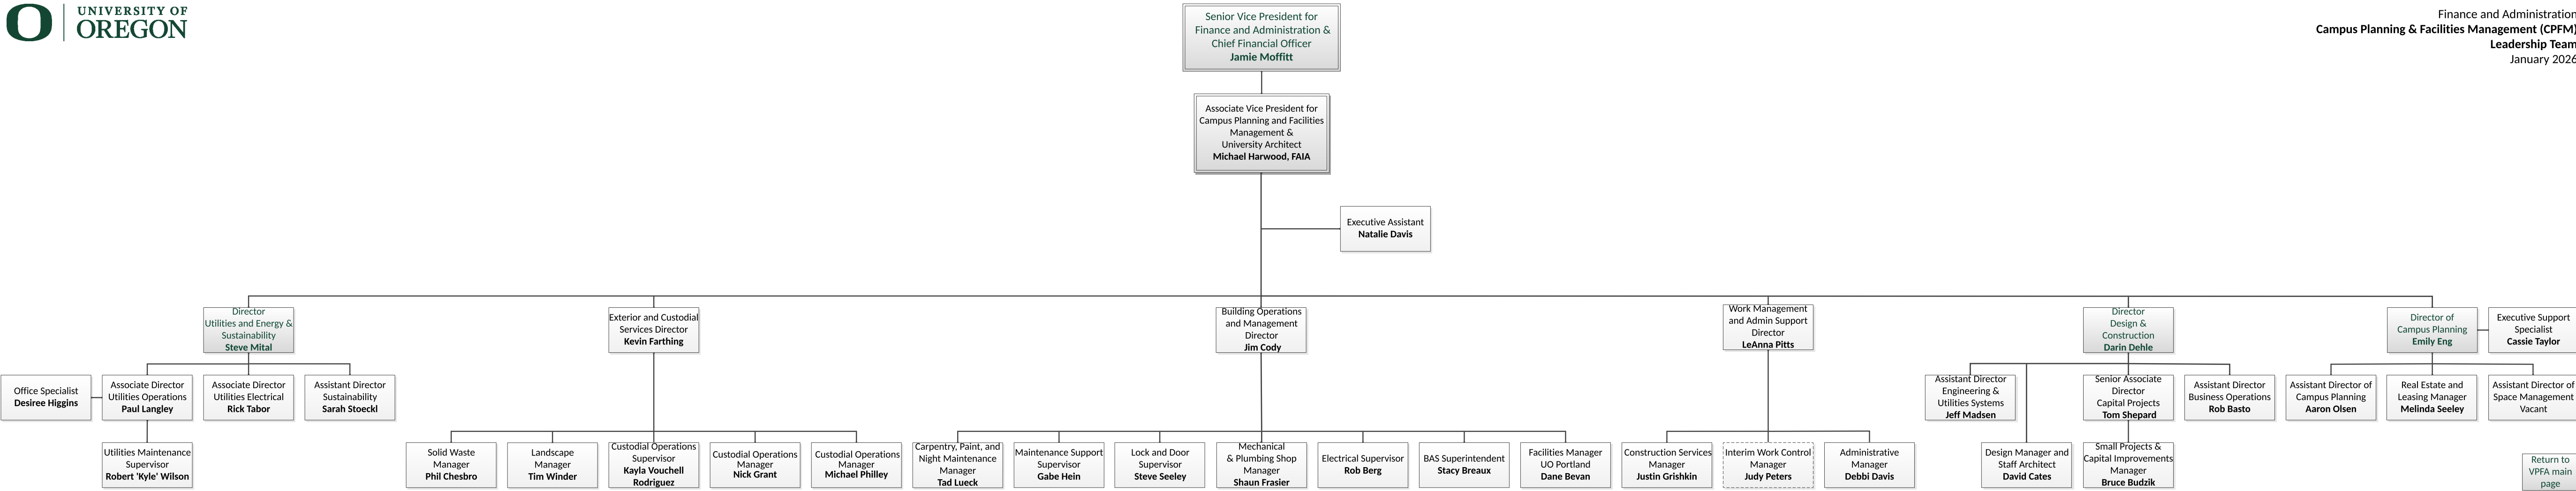 UNIVERSITY OF
OREGON
Senior Vice President for
Finance and Administration &
Chief Financial Officer
Jamie Moffitt
Finance and Administration
Campus Planning & Facilities Management (CPFM)
Leadership Team
January 2026
Associate Vice President for
Campus Planning and Facilities
Management &
University Architect
Michael Harwood, FAIA
Executive Assistant
Natalie Davis
Director
Utilities and Energy &
Sustainability
Steve Mital
Exterior and Custodial
Services Director
Kevin Farthing
Building Operations
and Management
Director
Jim Cody
Work Management
and Admin Support
Director
LeAnna Pitts
Director
Design &
Construction
Darin Dehle
Director of
Campus Planning
Emily Eng
Executive Support
Specialist
Cassie Taylor
Office Specialist
Desiree Higgins
Associate Director
Utilities Operations
Paul Langley
Associate Director
Utilities Electrical
Rick Tabor
Assistant Director
Sustainability
Sarah Stoeckl
Assistant Director
Engineering &
Utilities Systems
Jeff Madsen
Senior Associate
Director
Capital Projects
Tom Shepard
Assistant Director
Business Operations
Rob Basto
Assistant Director of
Campus Planning
Aaron Olsen
Real Estate and
Leasing Manager
Melinda Seeley
Assistant Director of
Space Management
Vacant
Utilities Maintenance
Supervisor
Robert 'Kyle' Wilson
Solid Waste
Manager
Phil Chesbro
Landscape
Manager
Tim Winder
Custodial Operations
Supervisor
Kayla Vouchell
Rodriguez
Custodial Operations
Manager
Nick Grant
Custodial Operations
Manager
Michael Philley
Carpentry, Paint, and
Night Maintenance
Manager
Tad Lueck
Maintenance Support
Supervisor
Gabe Hein
Lock and Door
Supervisor
Steve Seeley
Mechanical
& Plumbing Shop
Manager
Shaun Frasier
Electrical Supervisor
Rob Berg
BAS Superintendent
Stacy Breaux
Facilities Manager
UO Portland
Dane Bevan
Construction Services
Manager
Justin Grishkin
Interim Work Control
Manager
Judy Peters
Administrative
Manager
Debbi Davis
Design Manager and
Staff Architect
David Cates
Small Projects &
Capital Improvements
Manager
Bruce Budzik
Return to
VPFA main
page